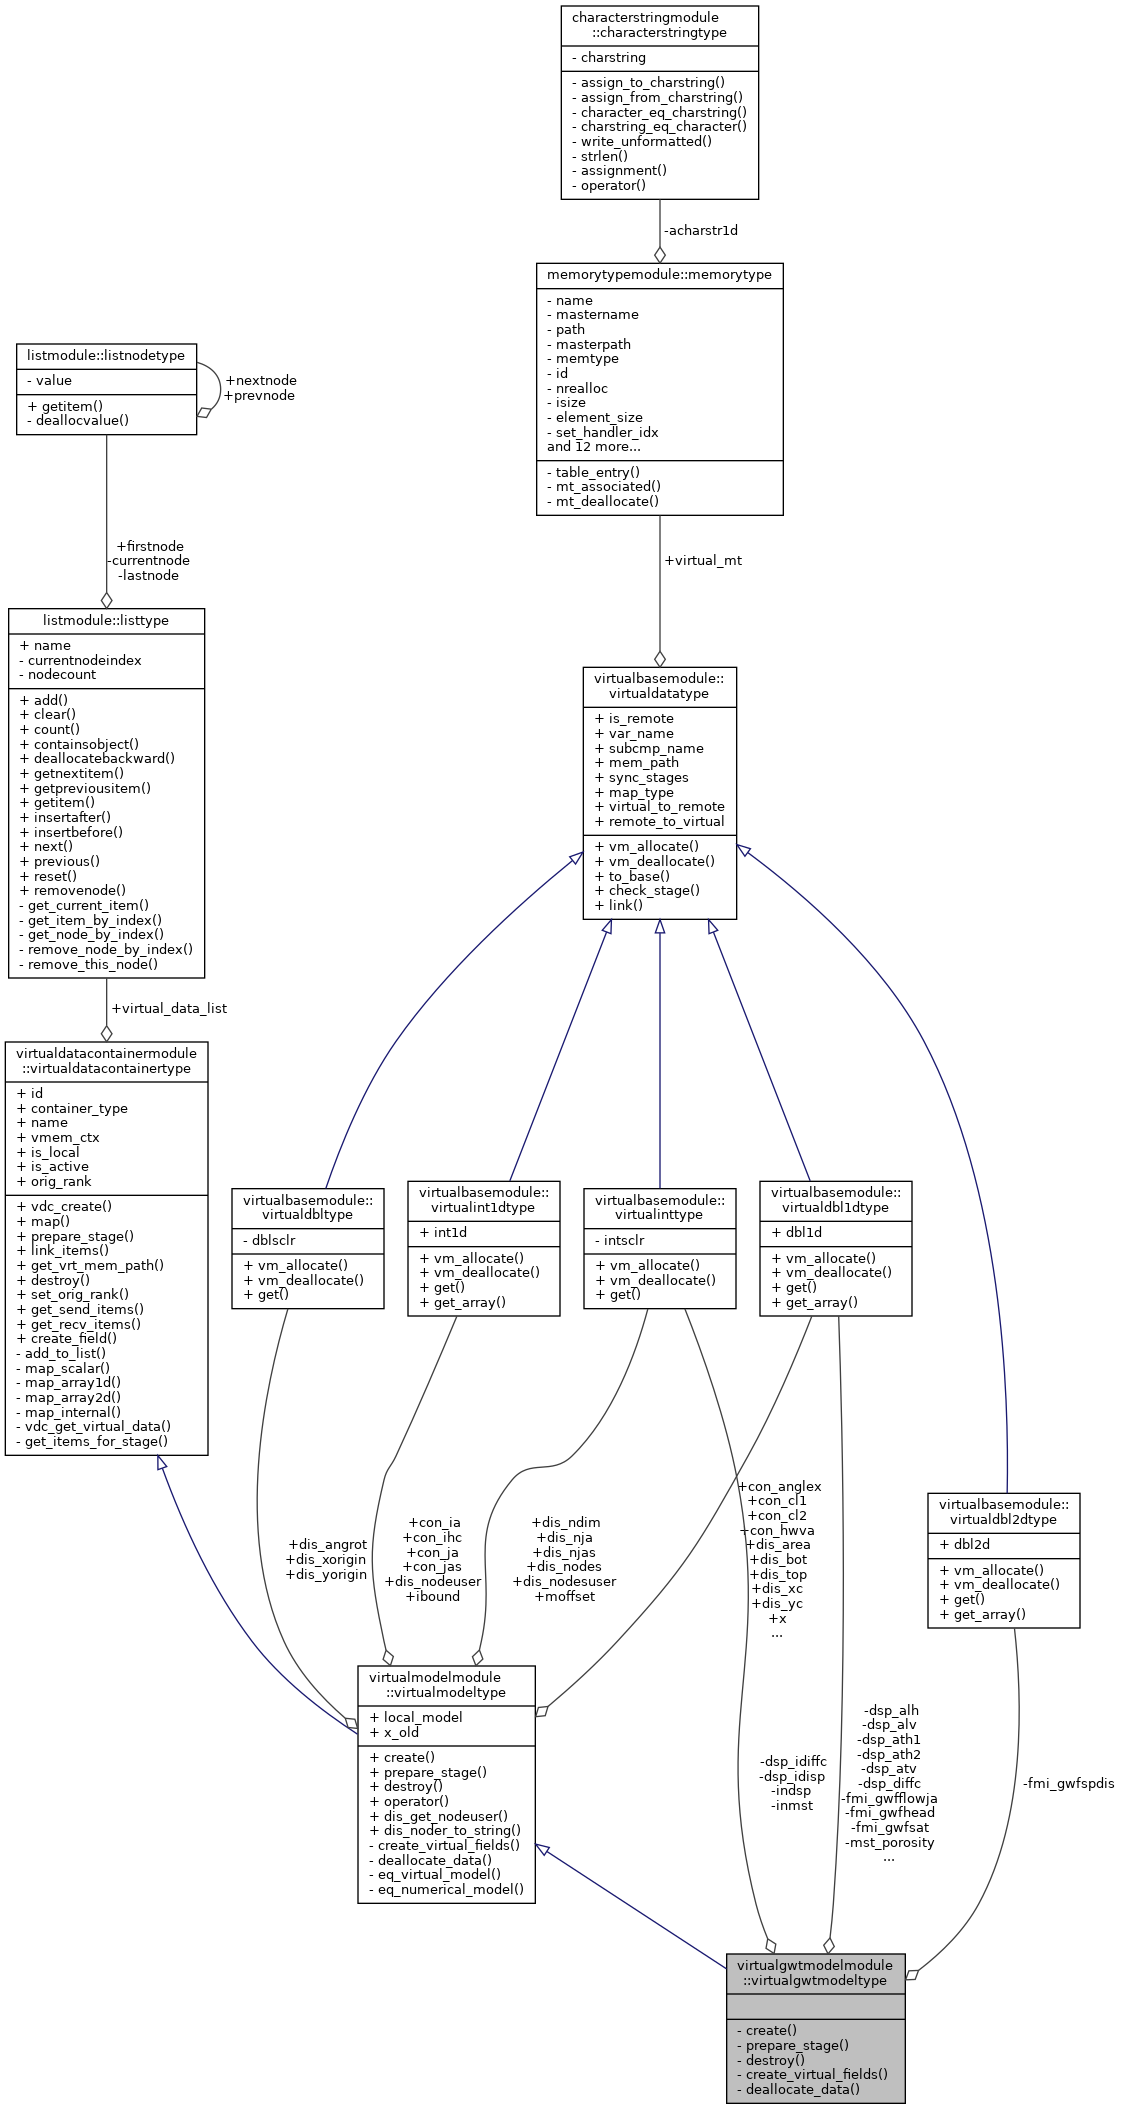 characterstringmodule
::characterstringtype
- charstring
- assign_to_charstring()
- assign_from_charstring()
- character_eq_charstring()
- charstring_eq_character()
- write_unformatted()
- strlen()
- assignment()
- operator()
-acharstr1d
memorytypemodule::memorytype
- name
- mastername
- path
- masterpath
- memtype
- id
- nrealloc
- isize
- element_size
- set_handler_idx
and 12 more...
- table_entry()
- mt_associated()
- mt_deallocate()
listmodule::listnodetype
- value
+ getitem()
- deallocvalue()
+nextnode
+prevnode
+firstnode
-currentnode
-lastnode
+virtual_mt
listmodule::listtype
+ name
- currentnodeindex
- nodecount
+ add()
+ clear()
+ count()
+ containsobject()
+ deallocatebackward()
+ getnextitem()
+ getpreviousitem()
+ getitem()
+ insertafter()
+ insertbefore()
+ next()
+ previous()
+ reset()
+ removenode()
- get_current_item()
- get_item_by_index()
- get_node_by_index()
- remove_node_by_index()
- remove_this_node()
virtualbasemodule::
virtualdatatype
+ is_remote
+ var_name
+ subcmp_name
+ mem_path
+ sync_stages
+ map_type
+ virtual_to_remote
+ remote_to_virtual
+ vm_allocate()
+ vm_deallocate()
+ to_base()
+ check_stage()
+ link()
+virtual_data_list
virtualdatacontainermodule
::virtualdatacontainertype
+ id
+ container_type
+ name
+ vmem_ctx
+ is_local
+ is_active
+ orig_rank
+ vdc_create()
+ map()
+ prepare_stage()
+ link_items()
+ get_vrt_mem_path()
+ destroy()
+ set_orig_rank()
+ get_send_items()
+ get_recv_items()
+ create_field()
- add_to_list()
- map_scalar()
- map_array1d()
- map_array2d()
- map_internal()
- vdc_get_virtual_data()
- get_items_for_stage()
virtualbasemodule::
virtualdbltype
- dblsclr
+ vm_allocate()
+ vm_deallocate()
+ get()
virtualbasemodule::
virtualint1dtype
+ int1d
+ vm_allocate()
+ vm_deallocate()
+ get()
+ get_array()
virtualbasemodule::
virtualinttype
- intsclr
+ vm_allocate()
+ vm_deallocate()
+ get()
virtualbasemodule::
virtualdbl1dtype
+ dbl1d
+ vm_allocate()
+ vm_deallocate()
+ get()
+ get_array()
virtualbasemodule::
virtualdbl2dtype
+ dbl2d
+ vm_allocate()
+ vm_deallocate()
+ get()
+ get_array()
+dis_angrot
+dis_xorigin
+dis_yorigin
+con_ia
+con_ihc
+con_ja
+con_jas
+dis_nodeuser
+ibound
+dis_ndim
+dis_nja
+dis_njas
+dis_nodes
+dis_nodesuser
+moffset
+con_anglex
+con_cl1
+con_cl2
+con_hwva
+dis_area
+dis_bot
+dis_top
+dis_xc
+dis_yc
+x
...
virtualmodelmodule
::virtualmodeltype
+ local_model
+ x_old
+ create()
+ prepare_stage()
+ destroy()
+ operator()
+ dis_get_nodeuser()
+ dis_noder_to_string()
- create_virtual_fields()
- deallocate_data()
- eq_virtual_model()
- eq_numerical_model()
-dsp_idiffc
-dsp_idisp
-indsp
-inmst
-dsp_alh
-dsp_alv
-dsp_ath1
-dsp_ath2
-dsp_atv
-dsp_diffc
-fmi_gwfflowja
-fmi_gwfhead
-fmi_gwfsat
-mst_porosity
...
-fmi_gwfspdis
virtualgwtmodelmodule
::virtualgwtmodeltype
- create()
- prepare_stage()
- destroy()
- create_virtual_fields()
- deallocate_data()